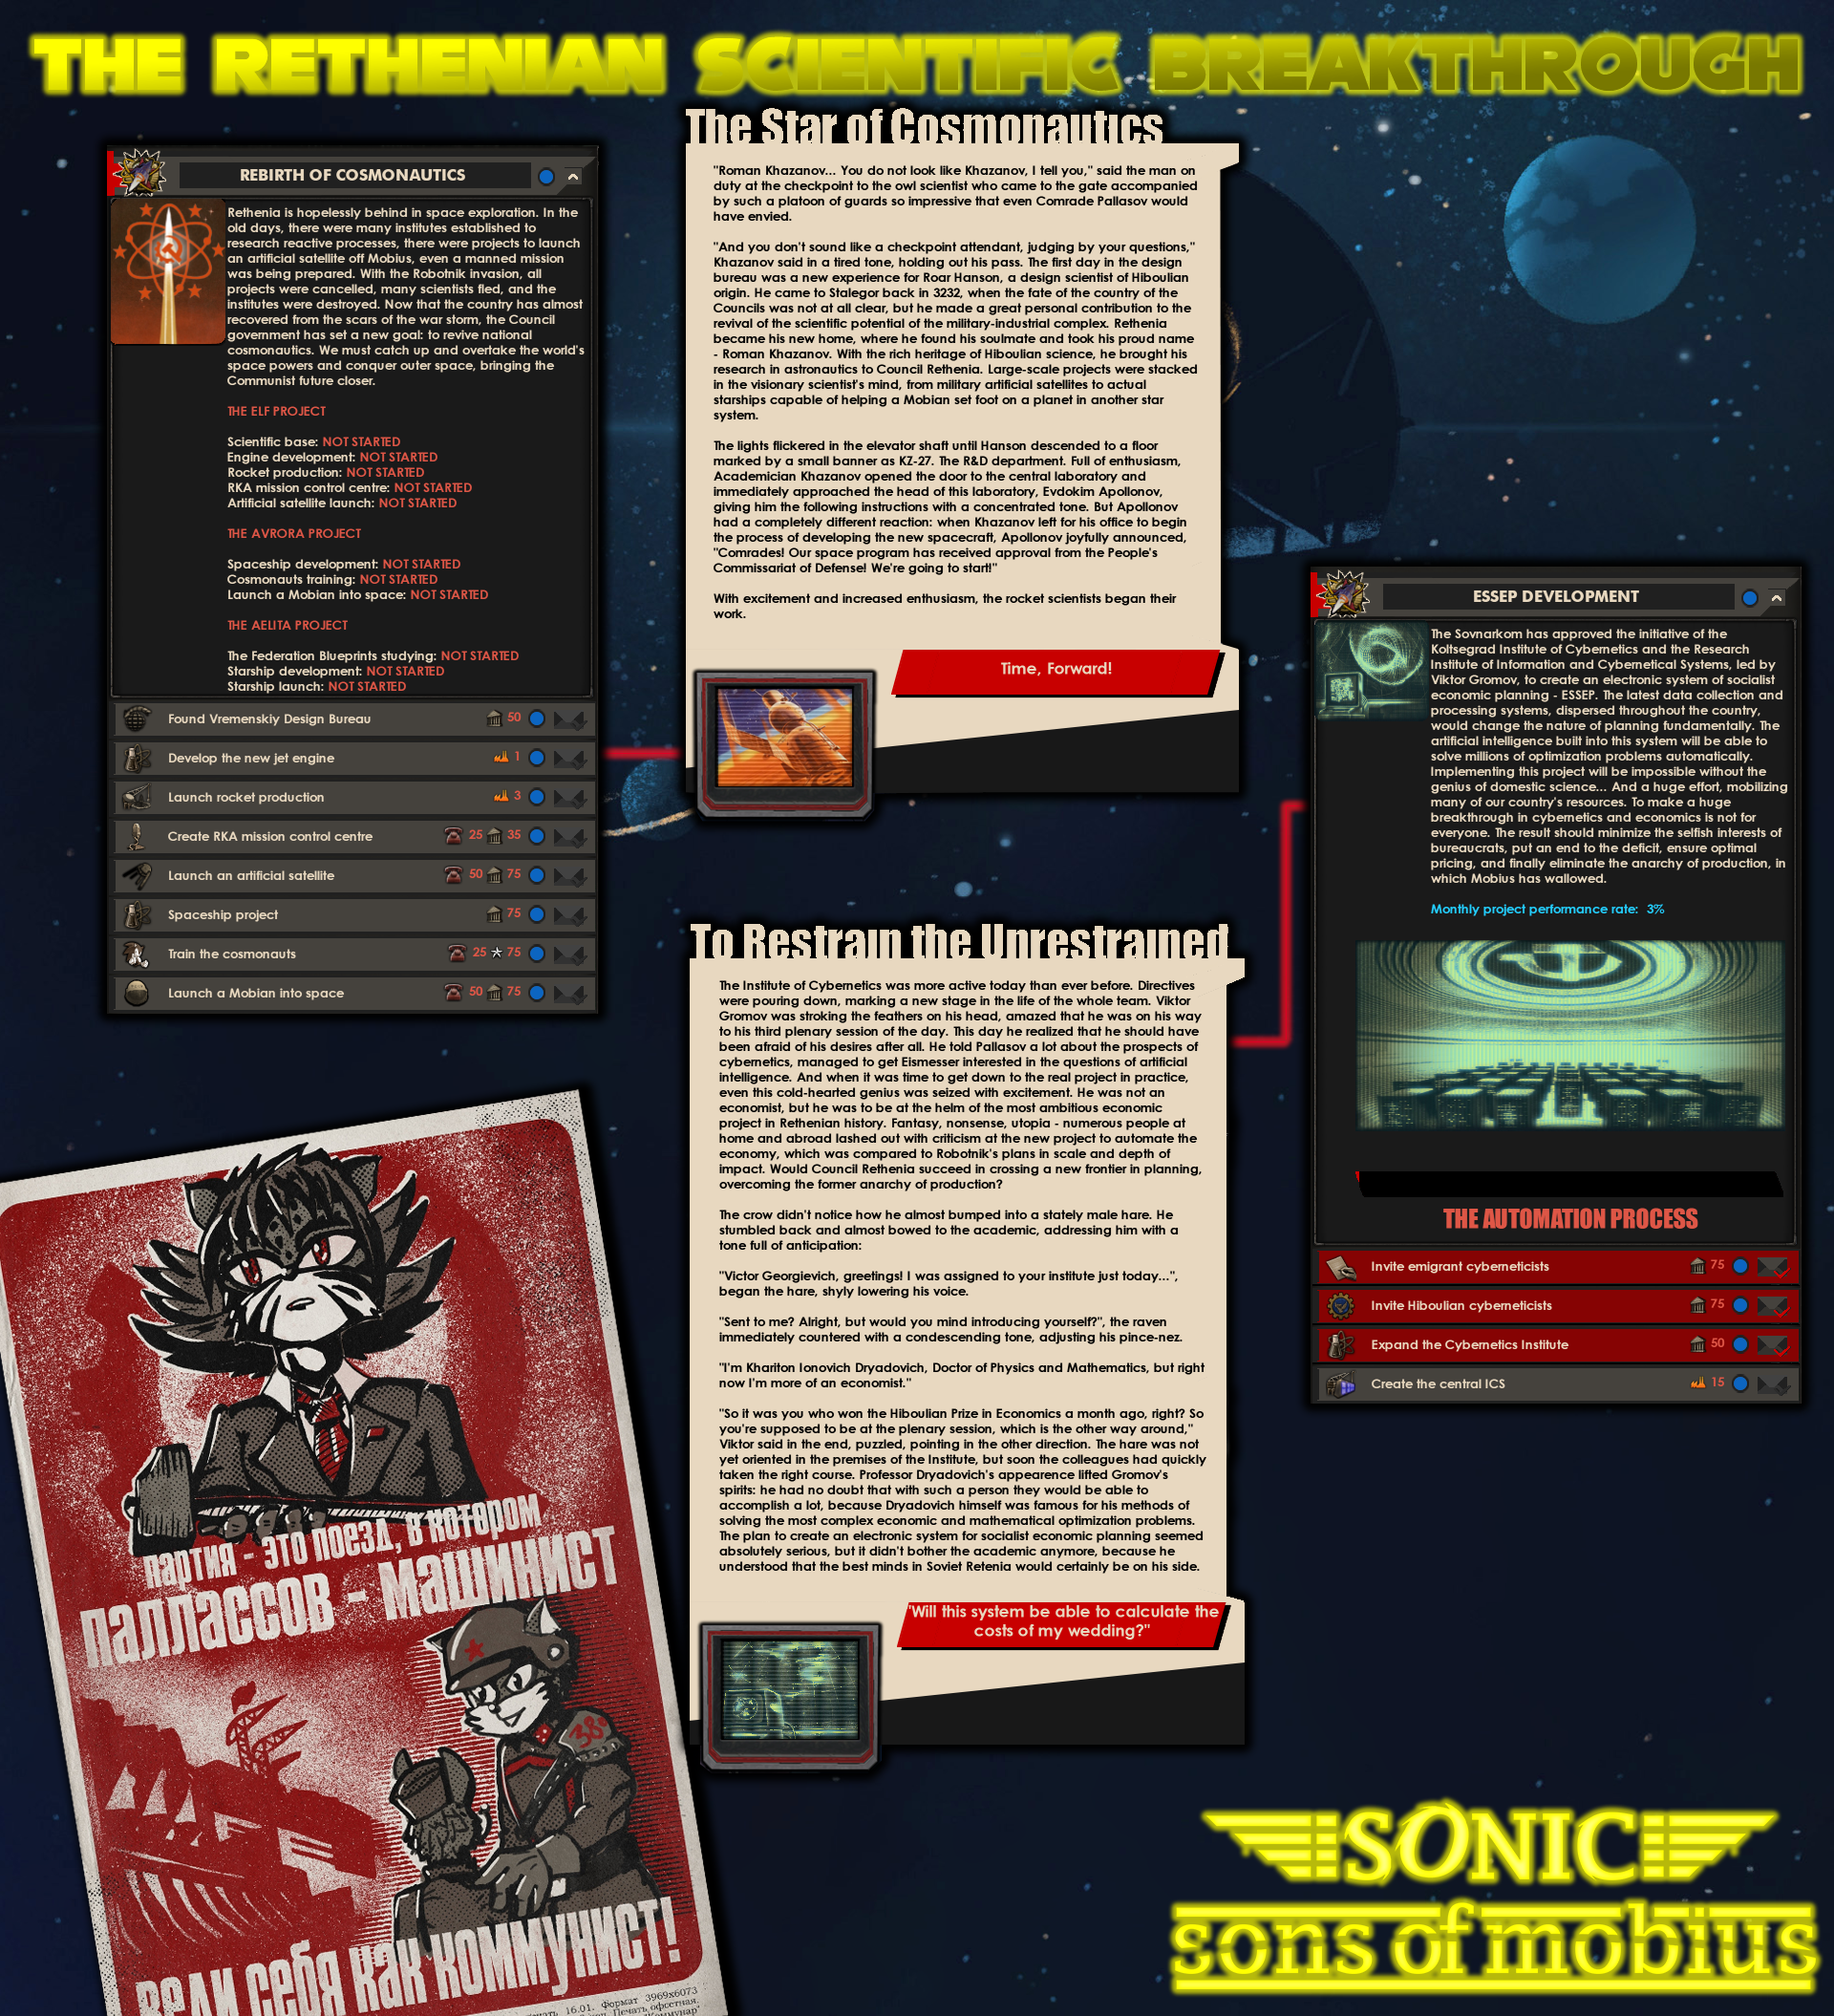 THE RETHENIAN SCIENTIFIC BREAKTHROUGH
REBIRTH OF COSMONAUTICS
Rethenia is hopelessly behind in space exploration. In the
old days, there were many institutes established to
research reactive processes, there were projects to launch
an artificial satellite off Mobius, even a manned mission
was being prepared. With the Robotnik invasion, all
projects were cancelled, many scientists fled, and the
institutes were destroyed. Now that the country has almost
recovered from the scars of the war storm, the Council
government has set a new goal: to revive national
cosmonautics. We must catch up and overtake the world's
space powers and conquer outer space, bringing the
Communist future closer.
THE ELF PROJECT
Scientific base: NOT STARTED
Engine development: NOT STARTED
Rocket production: NOT STARTED
RKA mission control centre: NOT STARTED
Artificial satellite launch: NOT STARTED
THE AVRORA PROJECT
Spaceship development: NOT STARTED
Cosmonauts training: NOT STARTED
Launch a Mobian into space: NOT STARTED
THE AELITA PROJECT
The Federation Blueprints studying: NOT STARTED
Starship development: NOT STARTED
Starship launch: NOT STARTED
Found Vremenskiy Design Bureau 50
Develop the new jet engine 1
Launch rocket production 3
Create RKA mission control centre 25 35
Launch an artificial satellite 50 75
Spaceship project 75
Train the cosmonauts 25 75
Launch a Mobian into space 50 75
The Star of Cosmonautics
"Roman Khazanov... You do not look like Khazanov, I tell you," said the man on
duty at the checkpoint to the owl scientist who came to the gate accompanied
by such a platoon of guards so impressive that even Comrade Pallasov would
have envied.
"And you don't sound like a checkpoint attendant, judging by your questions,"
Khazanov said in a tired tone, holding out his pass. The first day in the design
bureau was a new experience for Roar Hanson, a design scientist of Hiboulian
origin. He came to Stalegor back in 3232, when the fate of the country of the
Councils was not at all clear, but he made a great personal contribution to the
revival of the scientific potential of the military-industrial complex. Rethenia
became his new home, where he found his soulmate and took his proud name
- Roman Khazanov. With the rich heritage of Hiboulian science, he brought his
research in astronautics to Council Rethenia. Large-scale projects were stacked
in the visionary scientist's mind, from military artificial satellites to actual
starships capable of helping a Mobian set foot on a planet in another star
system.
The lights flickered in the elevator shaft until Hanson descended to a floor
marked by a small banner as KZ-27. The R&D department. Full of enthusiasm,
Academician Khazanov opened the door to the central laboratory and
immediately approached the head of this laboratory, Evdokim Apollonov,
giving him the following instructions with a concentrated tone. But Apollonov
had a completely different reaction: when Khazanov left for his office to begin
the process of developing the new spacecraft, Apollonov joyfully announced,
"Comrades! Our space program has received approval from the People's
Commissariat of Defense! We're going to start!"
With excitement and increased enthusiasm, the rocket scientists began their
work.
Time, Forward!
ESSEP DEVELOPMENT
The Sovnarkom has approved the initiative of the
Koltsegrad Institute of Cybernetics and the Research
Institute of Information and Cybernetical Systems, led by
Viktor Gromov, to create an electronic system of socialist
economic planning - ESSEP. The latest data collection and
processing systems, dispersed throughout the country,
would change the nature of planning fundamentally. The
artificial intelligence built into this system will be able to
solve millions of optimization problems automatically.
Implementing this project will be impossible without the
genius of domestic science... And a huge effort, mobilizing
many of our country's resources. To make a huge
breakthrough in cybernetics and economics is not for
everyone. The result should minimize the selfish interests of
bureaucrats, put an end to the deficit, ensure optimal
pricing, and finally eliminate the anarchy of production, in
which Mobius has wallowed.
Monthly project performance rate: 3%
THE AUTOMATION PROCESS
Invite emigrant cyberneticists 75
Invite Hiboulian cyberneticists 75
Expand the Cybernetics Institute 50
Create the central ICS 15
To Restrain the Unrestrained
The Institute of Cybernetics was more active today than ever before. Directives
were pouring down, marking a new stage in the life of the whole team. Viktor
Gromov was stroking the feathers on his head, amazed that he was on his way
to his third plenary session of the day. This day he realized that he should have
been afraid of his desires after all. He told Pallasov a lot about the prospects of
cybernetics, managed to get Eismesser interested in the questions of artificial
intelligence. And when it was time to get down to the real project in practice,
even this cold-hearted genius was seized with excitement. He was not an
economist, but he was to be at the helm of the most ambitious economic
project in Rethenian history. Fantasy, nonsense, utopia - numerous people at
home and abroad lashed out with criticism at the new project to automate the
economy, which was compared to Robotnik's plans in scale and depth of
impact. Would Council Rethenia succeed in crossing a new frontier in planning,
overcoming the former anarchy of production?
The crow didn't notice how he almost bumped into a stately male hare. He
stumbled back and almost bowed to the academic, addressing him with a
tone full of anticipation:
"Victor Georgievich, greetings! I was assigned to your institute just today...",
began the hare, shyly lowering his voice.
"Sent to me? Alright, but would you mind introducing yourself?", the raven
immediately countered with a condescending tone, adjusting his pince-nez.
"I'm Khariton Ionovich Dryadovich, Doctor of Physics and Mathematics, but right
now I'm more of an economist."
"So it was you who won the Hiboulian Prize in Economics a month ago, right? So
you're supposed to be at the plenary session, which is the other way around,"
Viktor said in the end, puzzled, pointing in the other direction. The hare was not
yet oriented in the premises of the Institute, but soon the colleagues had quickly
taken the right course. Professor Dryadovich's appearence lifted Gromov's
spirits: he had no doubt that with such a person they would be able to
accomplish a lot, because Dryadovich himself was famous for his methods of
solving the most complex economic and mathematical optimization problems.
The plan to create an electronic system for socialist economic planning seemed
absolutely serious, but it didn't bother the academic anymore, because he
understood that the best minds in Soviet Retenia would certainly be on his side.
"Will this system be able to calculate the
costs of my wedding?"
партия - это поезд, в котором
паллассов - машинист
38
веди себя как коммунист!
16.01. Формат 3969x6073
Печать офсетная.
SONIC
sons of mobius